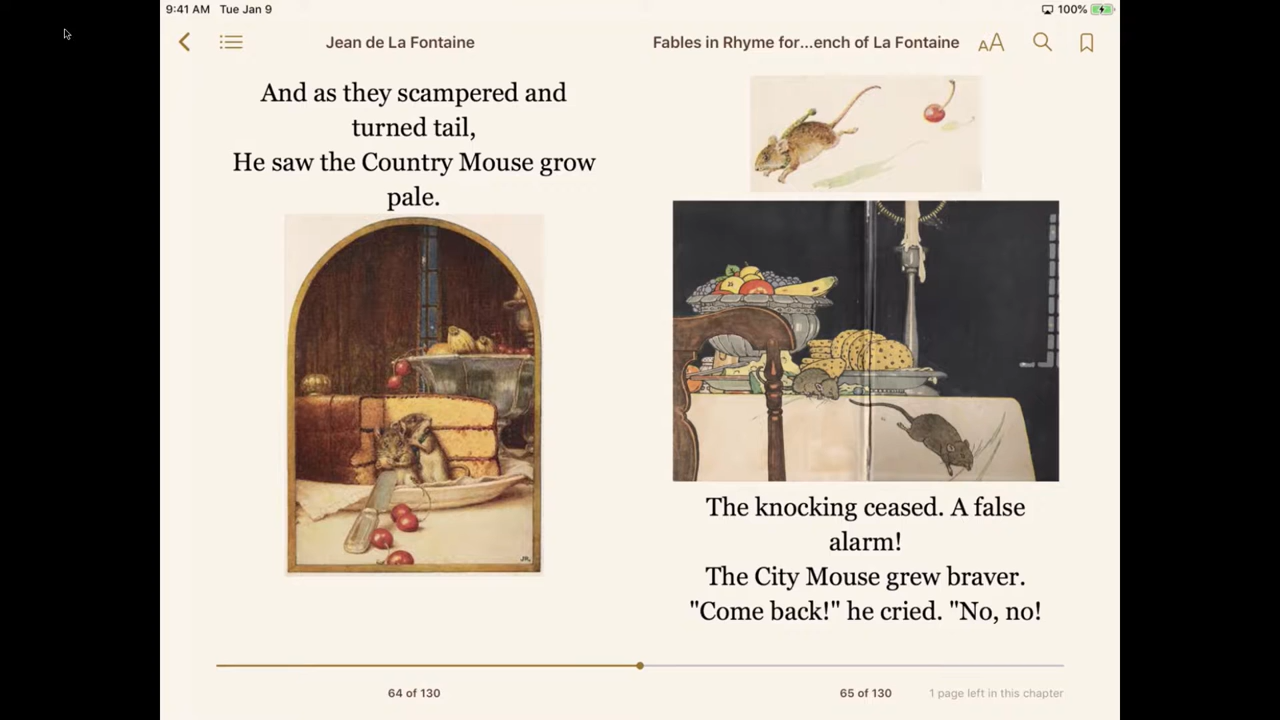 9:41 AM Tue Jan 9
100%
Jean de La Fontaine
Fables in Rhyme for...ench of La Fontaine
AA
And as they scampered and
turned tail,
He saw the Country Mouse grow
pale.
The knocking ceased. A false
alarm!
The City Mouse grew braver.
"Come back!" he cried. "No, no!
64 of 130
65 of 130
1 page left in this chapter